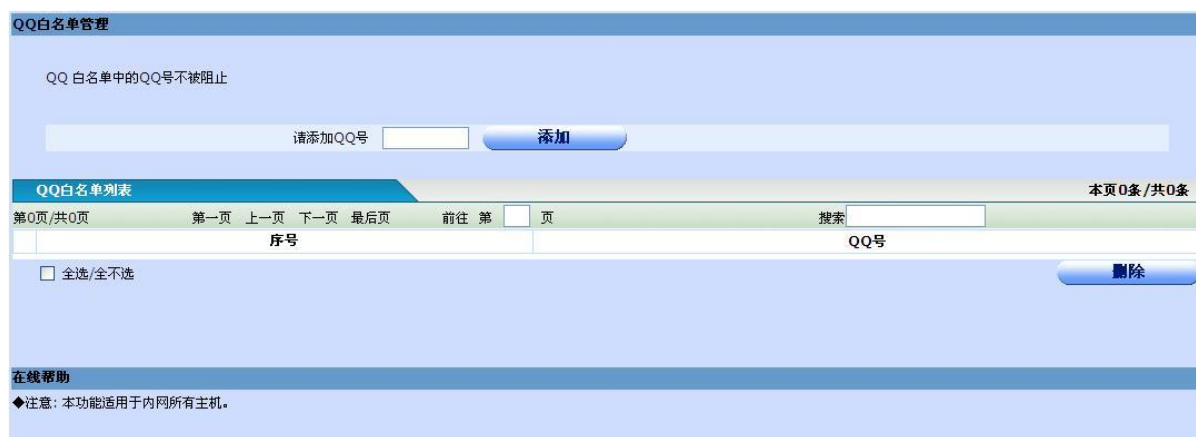 QQ白名单管理
QQ 白名单中的QQ号不被阻止
请添加QQ号 添加
QQ白名单列表 本页0条/共0条
第0页/共0页 第一页 上一页 下一页 最后页 前往 第 页 搜索
序号 QQ号
全选/全不选 删除
在线帮助
◆注意: 本功能适用于内网所有主机。